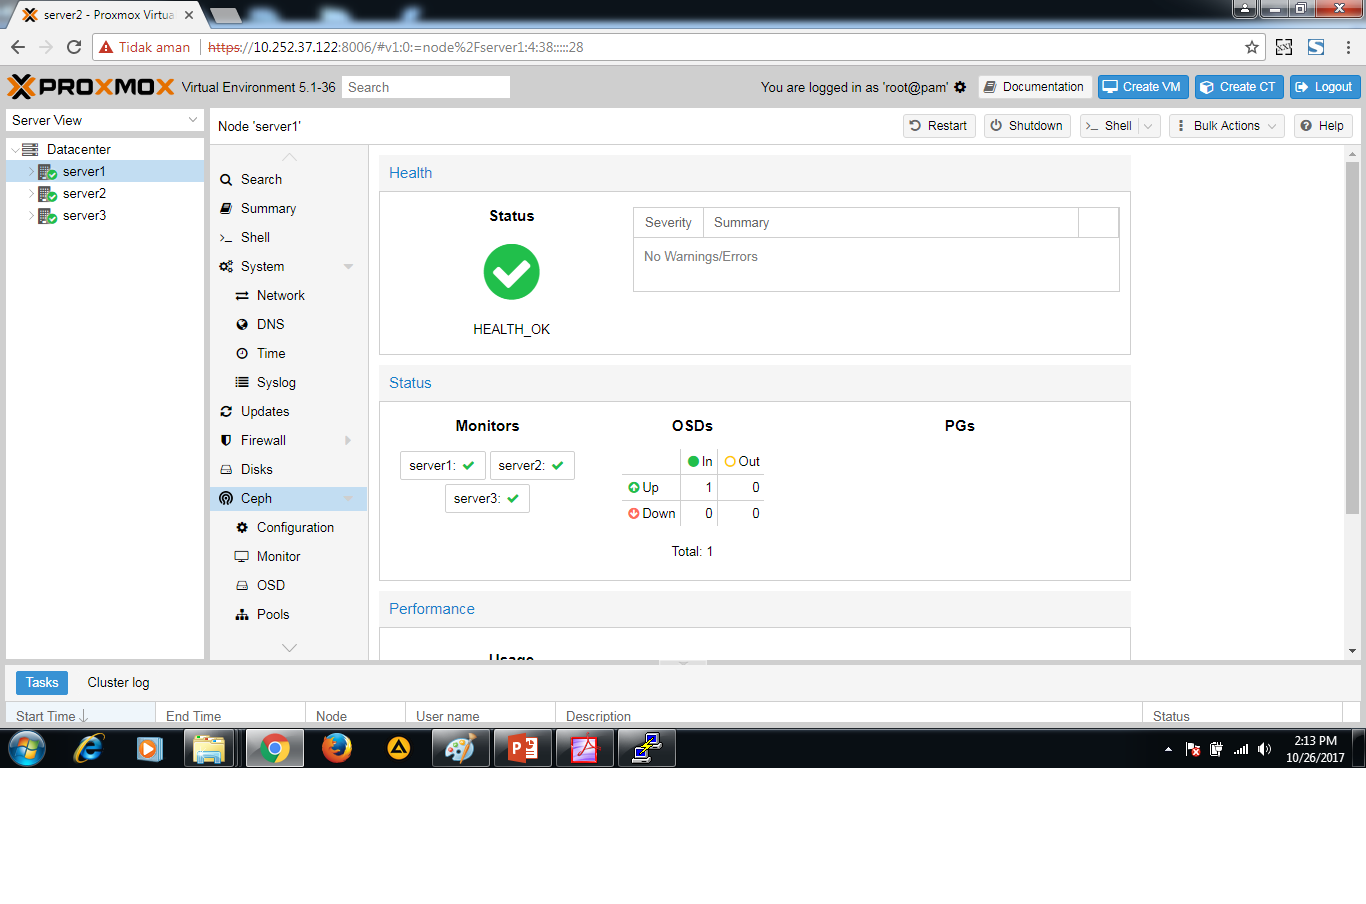 server2 - Proxmox Virtua
Tidak aman https://10.252.37.122:8006/#v1:0:=node%2Fserver1:4:38:::::28
PROXMOX Virtual Environment 5.1-36 Search You are logged in as 'root@pam' Documentation Create VM Create CT Logout
Server View
Datacenter
server1
server2
server3
Node 'server1' Restart Shutdown Shell Bulk Actions Help
Search
Summary
Shell
System
Network
DNS
Time
Syslog
Updates
Firewall
Disks
Ceph
Configuration
Monitor
OSD
Pools
Health
Status
HEALTH_OK
Severity Summary
No Warnings/Errors
Status
Monitors
server1: server2:
server3:
OSDs
In Out
Up 1 0
Down 0 0
Total: 1
PGs
Performance
Usage
Tasks Cluster log
Start Time End Time Node User name Description Status
2:13 PM
10/26/2017